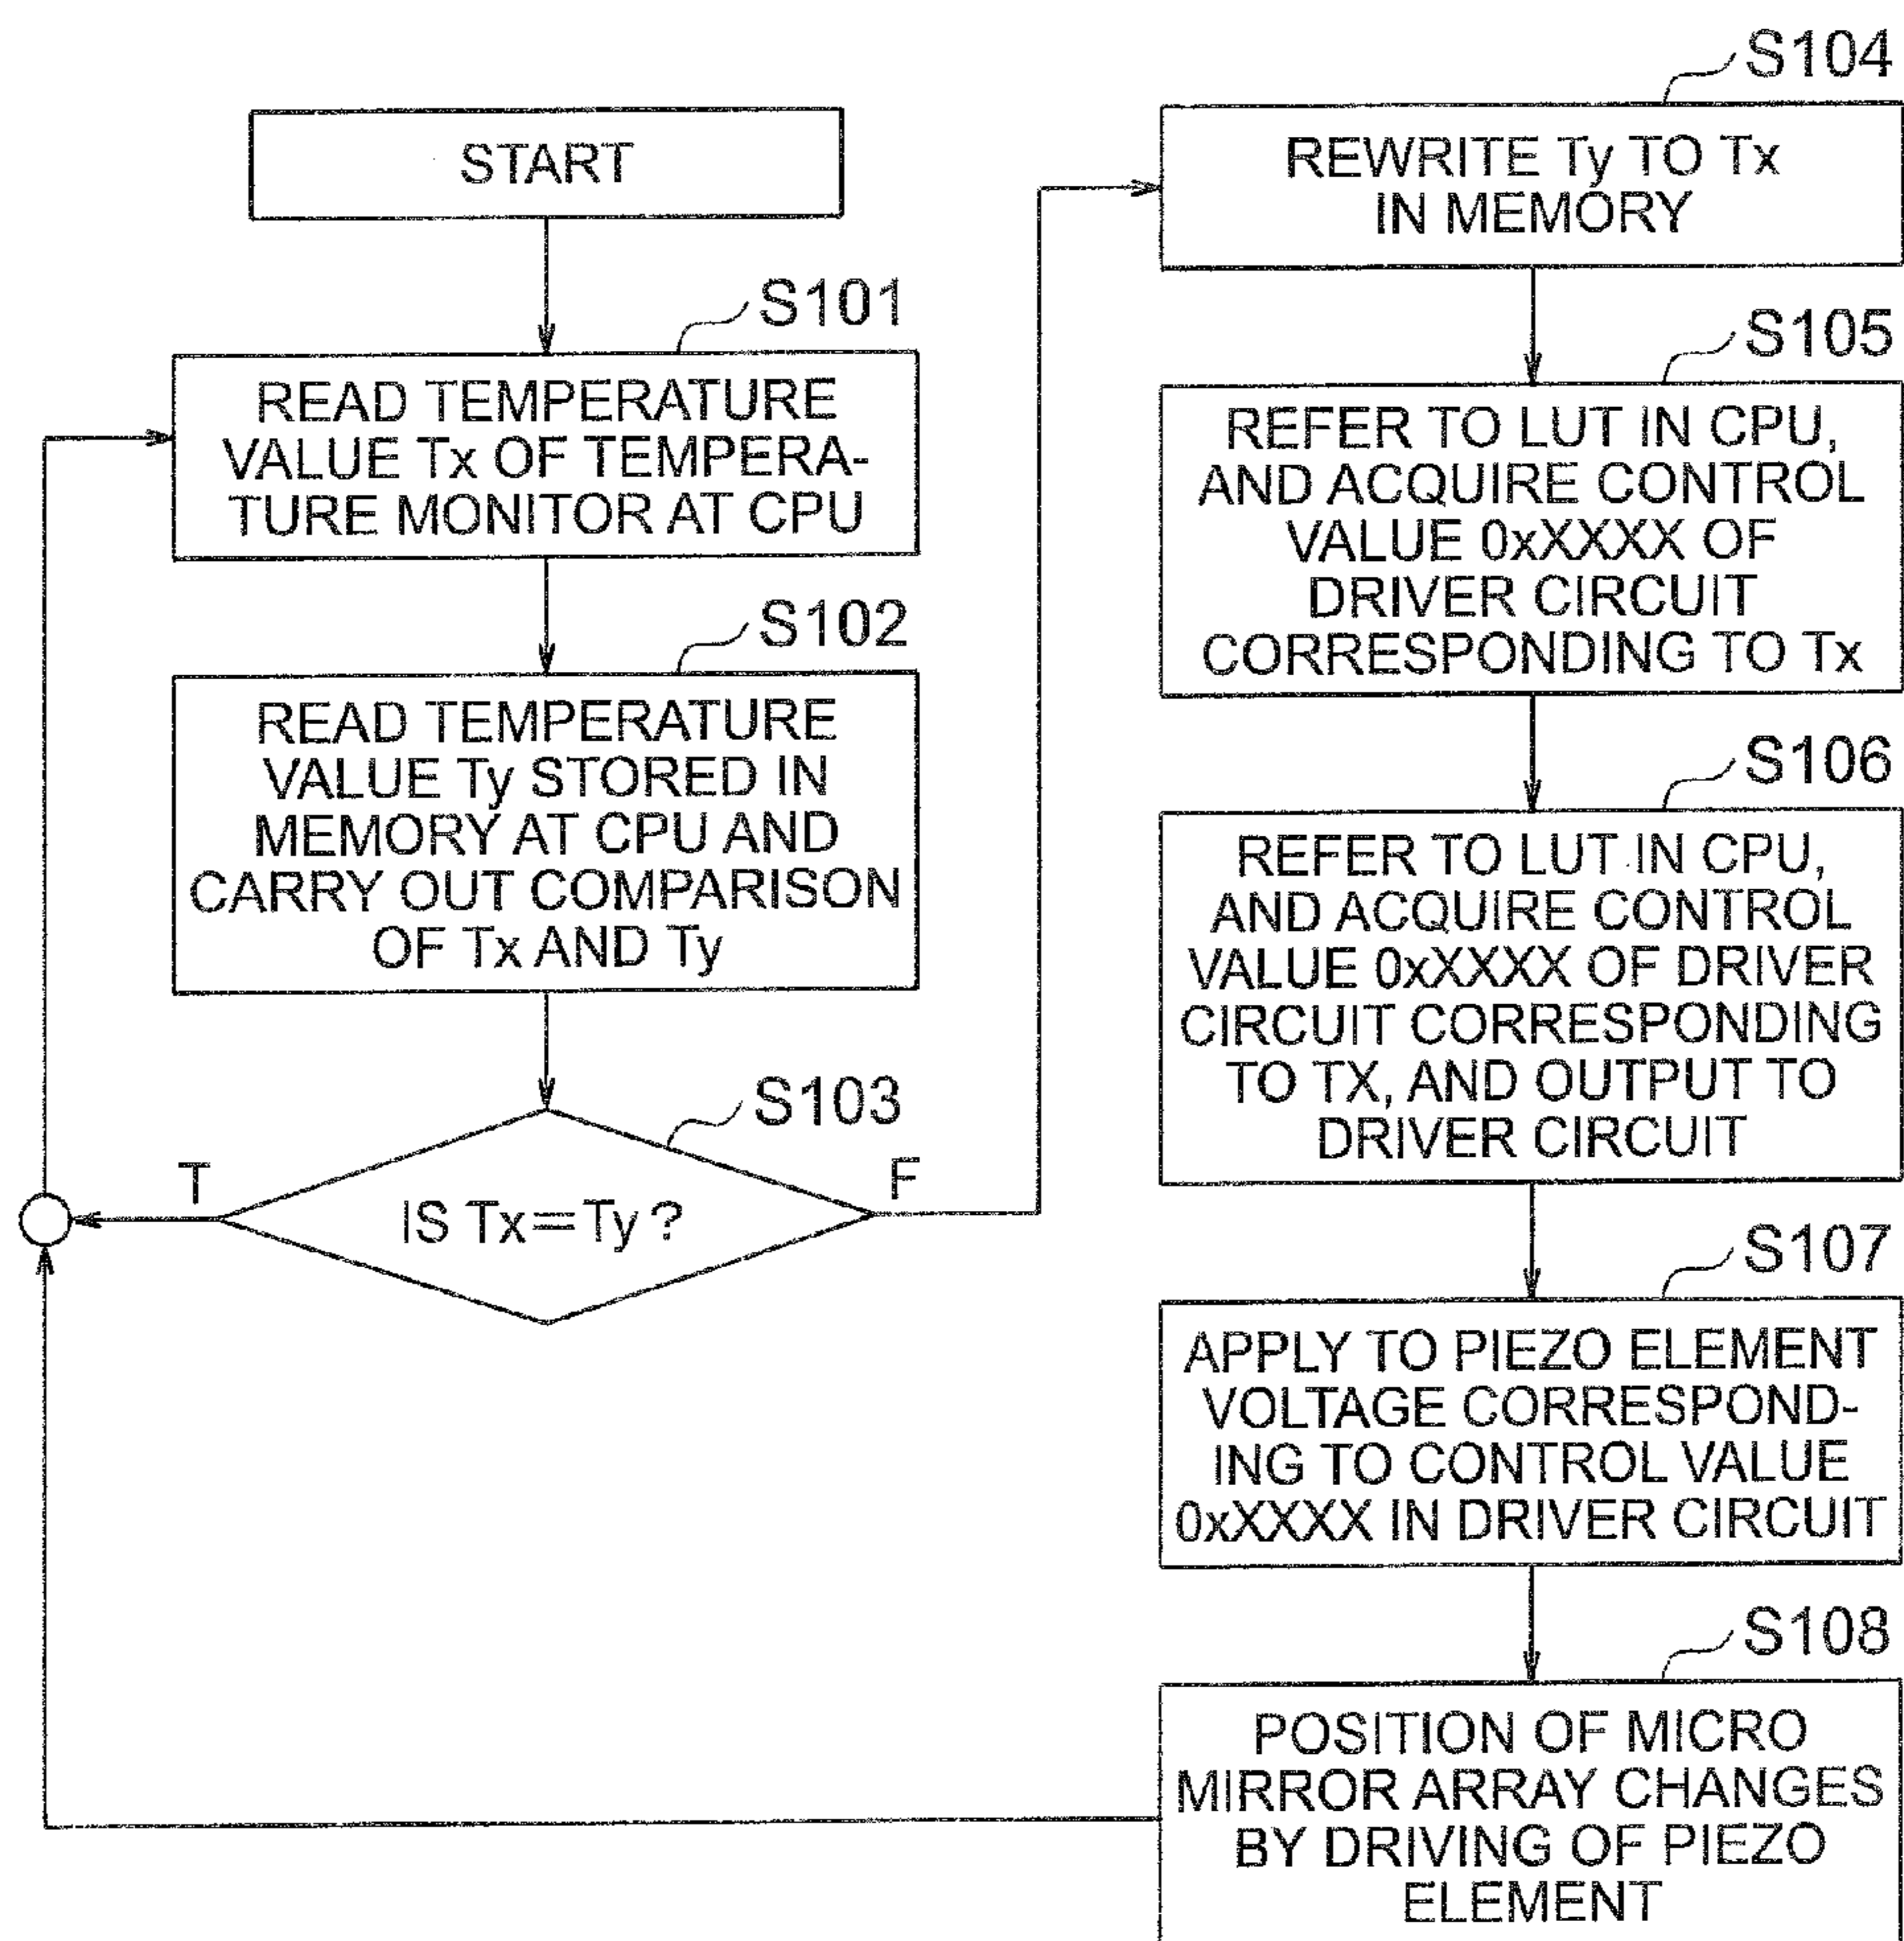 START
S101
READ TEMPERATURE
VALUE Tx OF TEMPERA-
TURE MONITOR AT CPU
S102
READ TEMPERATURE
VALUE Ty STORED IN
MEMORY AT CPU AND
CARRY OUT COMPARISON
OF Tx AND Ty
S103
T
IS Tx=Ty ?
F
S104
REWRITE Ty TO Tx
IN MEMORY
S105
REFER TO LUT IN CPU,
AND ACQUIRE CONTROL
VALUE 0xXXXX OF
DRIVER CIRCUIT
CORRESPONDING TO Tx
S106
REFER TO LUT IN CPU,
AND ACQUIRE CONTROL
VALUE 0xXXXX OF DRIVER
CIRCUIT CORRESPONDING
TO TX, AND OUTPUT TO
DRIVER CIRCUIT
S107
APPLY TO PIEZO ELEMENT
VOLTAGE CORRESPOND-
ING TO CONTROL VALUE
0xXXXX IN DRIVER CIRCUIT
S108
POSITION OF MICRO
MIRROR ARRAY CHANGES
BY DRIVING OF PIEZO
ELEMENT